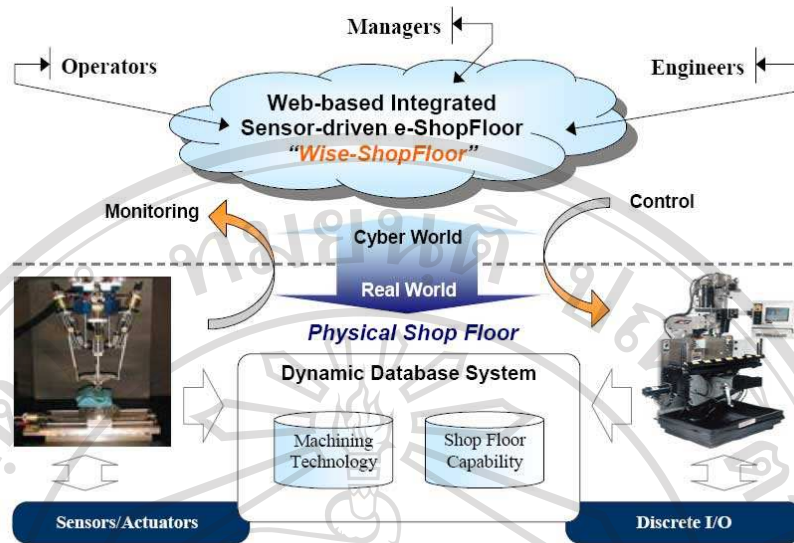 Managers
Operators
Engineers
Web-based Integrated
Sensor-driven e-ShopFloor
“Wise-ShopFloor”
Monitoring
Control
Cyber World
Real World
Physical Shop Floor
Dynamic Database System
Machining
Technology
Shop Floor
Capability
Sensors/Actuators
Discrete I/O